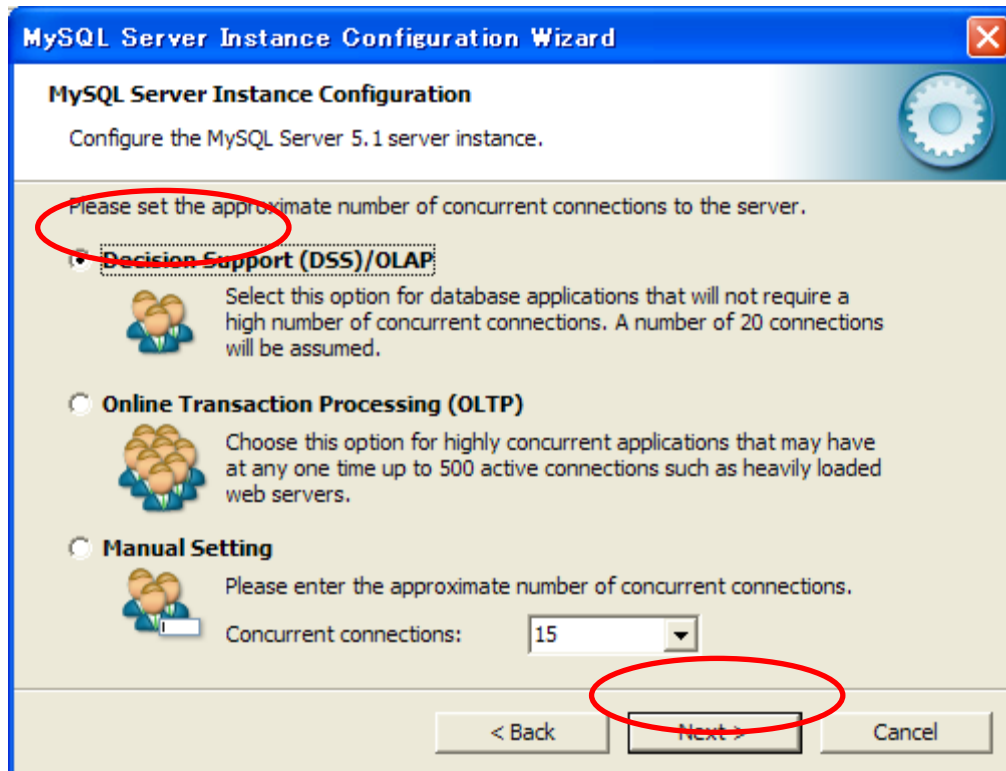 MySQL Server Instance Configuration Wizard
MySQL Server Instance Configuration
Configure the MySQL Server 5.1 server instance.
Please set the approximate number of concurrent connections to the server.
Decision Support (DSS)/OLAP
Select this option for database applications that will not require a
high number of concurrent connections. A number of 20 connections
will be assumed.
Online Transaction Processing (OLTP)
Choose this option for highly concurrent applications that may have
at any one time up to 500 active connections such as heavily loaded
web servers.
Manual Setting
Please enter the approximate number of concurrent connections.
Concurrent connections: 15
< Back Next > Cancel